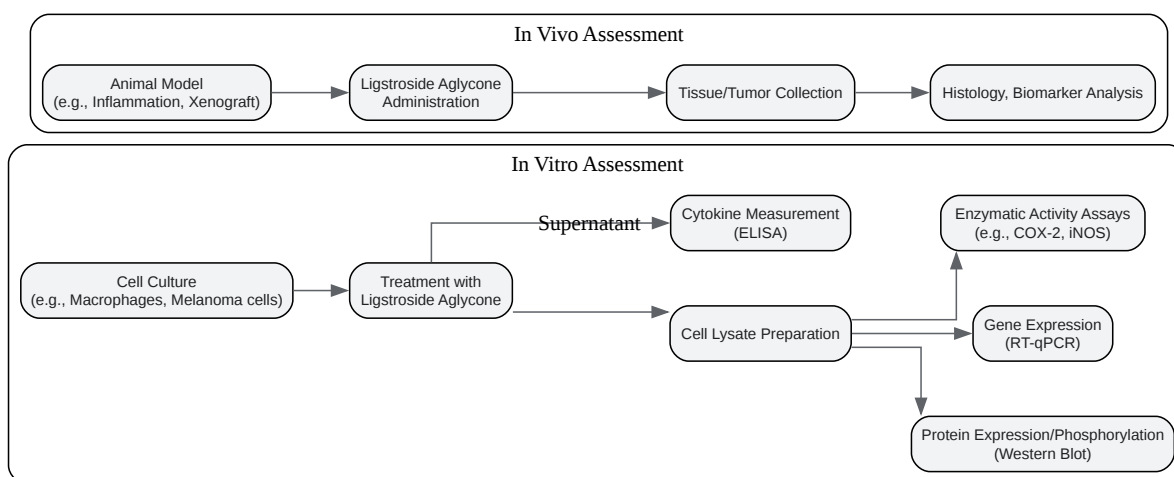 In Vivo Assessment
Animal Model
(e.g., Inflammation, Xenograft)
Ligstroside Aglycone
Administration
Tissue/Tumor Collection
Histology, Biomarker Analysis
In Vitro Assessment
Cell Culture
(e.g., Macrophages, Melanoma cells)
Treatment with
Ligstroside Aglycone
Supernatant
Cytokine Measurement
(ELISA)
Cell Lysate Preparation
Enzymatic Activity Assays
(e.g., COX-2, iNOS)
Gene Expression
(RT-qPCR)
Protein Expression/Phosphorylation
(Western Blot)